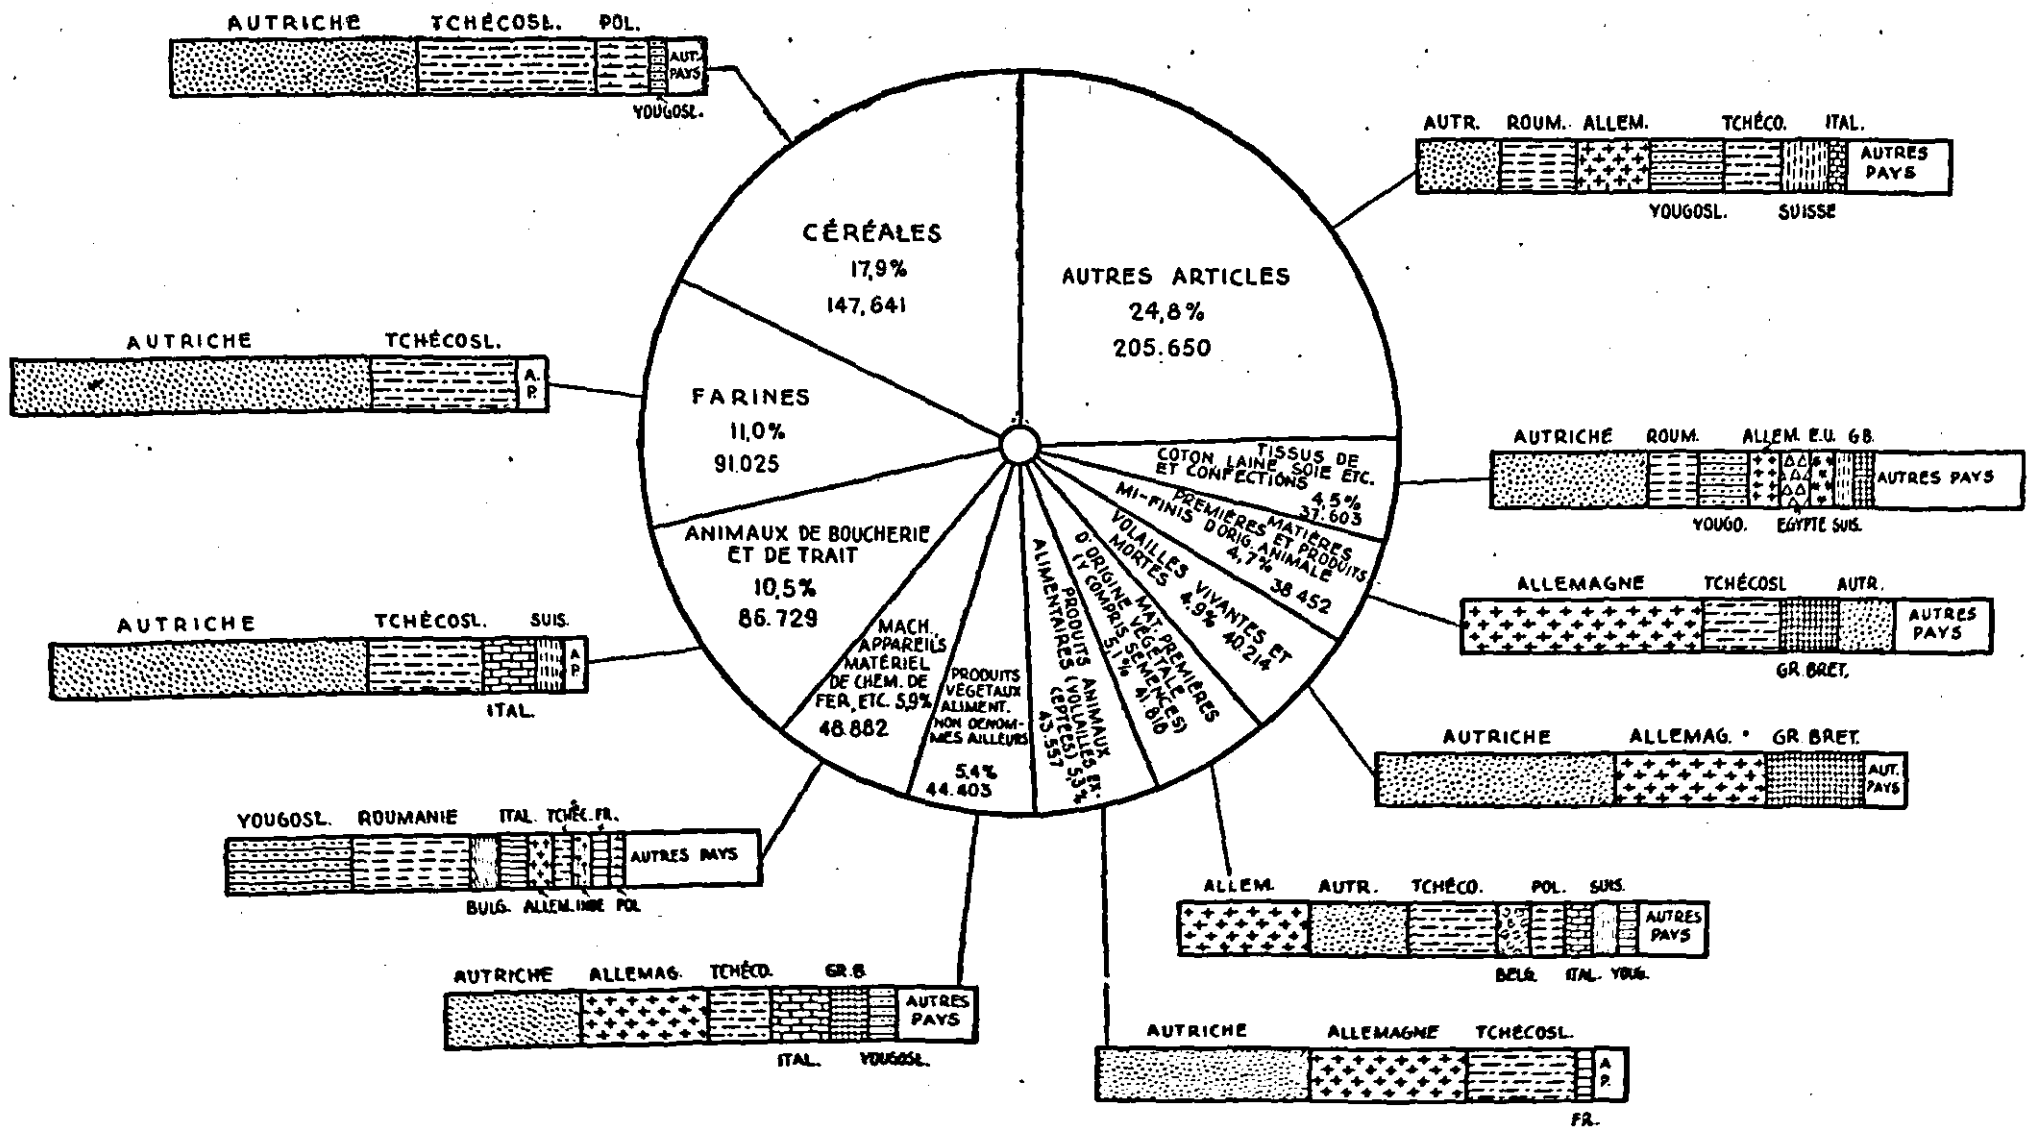 AUTRICHE TCHÉCOSL. POL.
AUT.
PAYS
YOUGOSL.
AUTR. ROUM. ALLEM. TCHÉCO. ITAL.
AUTRES
PAYS
YOUGOSL. SUISSE
CÉRÉALES
17,9%
147,641
AUTRES ARTICLES
24,8%
205.650
AUTRICHE TCHÉCOSL.
A.
P.
FARINES
11,0%
91.025
AUTRICHE ROUM. ALLEM. E.U. G.B.
AUTRES PAYS
YOUGO. EGYPTE SUIS.
TISSUS DE
COTON LAINE SOIE ETC.
ET CONFECTIONS
4,5%
37.603
MATIÈRES
PREMIÈRES ET PRODUITS
MI-FINIS D'ORIG. ANIMALE
4,7% 38 452
ALLEMAGNE TCHÉCOSL AUTR.
AUTRES
PAYS
GR. BRET.
ANIMAUX DE BOUCHERIE
ET DE TRAIT
10,5%
86.729
VOLAILLES VIVANTES ET
MORTES 4.9% 40.214
AUTRICHE TCHÉCOSL. SUIS.
A
P.
ITAL.
MACH.,
APPAREILS
MATÉRIEL
DE CHEM. DE
FER, ETC. 5,9%
48.882
PRODUITS
VÉGÉTAUX
ALIMENT.
NON DENOM-
MES AILLEURS
5,4%
44.403
PRODUITS ANIMAUX
ALIMENTAIRES (VOLAILLES EX-
CEPTÉES) 5,3%
43.557
MAT PREMIÈRES
D'ORIGINE VÉGÉTALE
(Y COMPRIS SEMENCES)
5,1% 41.810
AUTRICHE ALLEMAG. GR. BRET.
AUT.
PAYS
YOUGOSL. ROUMANIE ITAL. TCHÉC. FR.
AUTRES PAYS
BULG. ALLEM. INDE POL
ALLEM. AUTR. TCHÉCO. POL. SUIS.
AUTRES
PAYS
BELG. ITAL. YOUG.
AUTRICHE ALLEMAG. TCHÉCO. GR.B.
AUTRES
PAYS
ITAL. YOUGOSL.
AUTRICHE ALLEMAGNE TCHÉCOSL.
A
P.
FR.